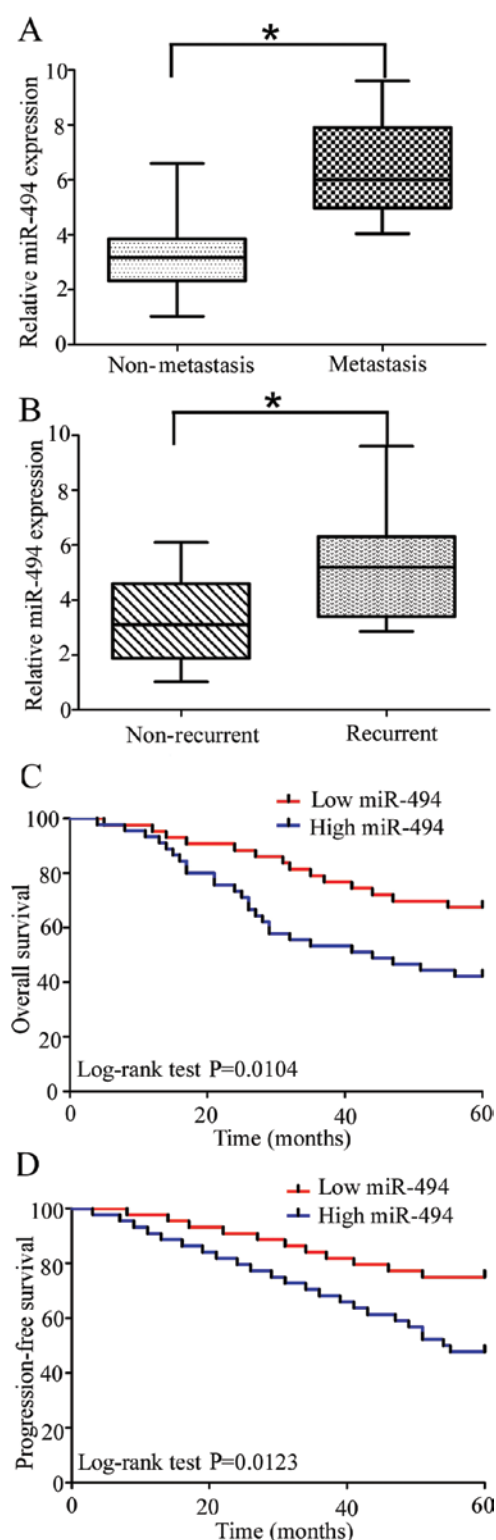 A
*
Relative miR-494 expression
10
8
6
4
2
0
Non-metastasis
Metastasis
B
*
Relative miR-494 expression
10
8
6
4
2
0
Non-recurrent
Recurrent
C
Low miR-494
High miR-494
Overall survival
100
80
60
40
20
0
Log-rank test P=0.0104
0
20
40
60
Time (months)
D
Low miR-494
High miR-494
Progression-free survival
100
80
60
40
20
0
Log-rank test P=0.0123
0
20
40
60
Time (months)